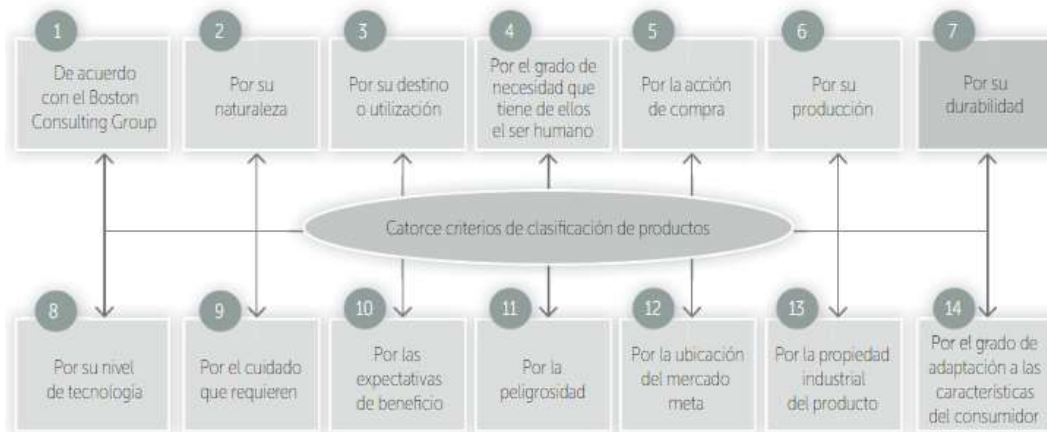 1
De acuerdo
con el Boston
Consulting Group
2
Por su
naturaleza
3
Por su destino
o utilización
4
Por el grado de
necesidad que
tiene de ellos
el ser humano
5
Por la acción
de compra
6
Por su
producción
7
Por su
durabilidad
Catorce criterios de clasificación de productos
8
Por su nivel
de tecnología
9
Por el cuidado
que requieren
10
Por las
expectativas
de beneficio
11
Por la
peligrosidad
12
Por la ubicación
del mercado
meta
13
Por la propiedad
industrial
del producto
14
Por el grado de
adaptación a las
características
del consumidor